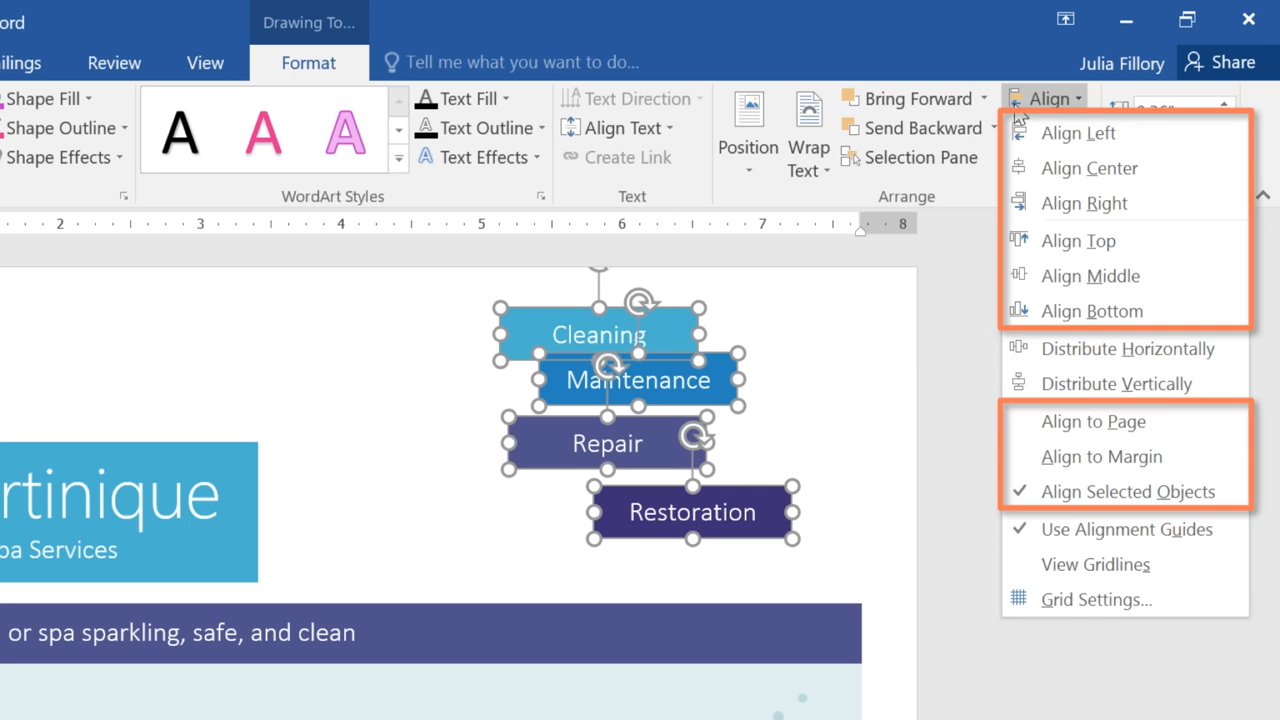 ord
Drawing To...
ilings Review View Format Tell me what you want to do... Julia Fillory Share
Shape Fill
Shape Outline
Shape Effects
A A A
WordArt Styles
Text Fill
Text Outline
Text Effects
Text Direction
Align Text
Create Link
Text
Position
Wrap
Text
Bring Forward
Send Backward
Selection Pane
Arrange
Align
Align Left
Align Center
Align Right
Align Top
Align Middle
Align Bottom
Distribute Horizontally
Distribute Vertically
Align to Page
Align to Margin
Align Selected Objects
Use Alignment Guides
View Gridlines
Grid Settings...
2 3 4 5 6 7 8
Cleaning
Maintenance
Repair
Restoration
rtinique
pa Services
or spa sparkling, safe, and clean